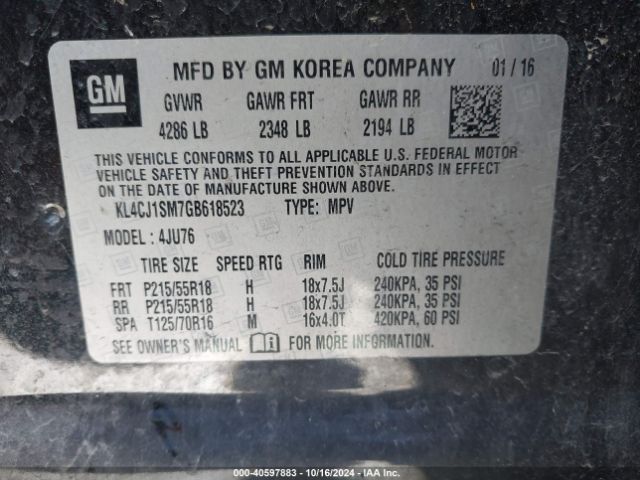 GM MFD BY GM KOREA COMPANY 01 / 16
GVWR GAWR FRT GAWR RR
4286 LB 2348 LB 2194 LB
THIS VEHICLE CONFORMS TO ALL APPLICABLE U.S. FEDERAL MOTOR
VEHICLE SAFETY AND THEFT PREVENTION STANDARDS IN EFFECT
ON THE DATE OF MANUFACTURE SHOWN ABOVE.
KL4CJ1SM7GB618523 TYPE: MPV
MODEL : 4JU76
TIRE SIZE SPEED RTG RIM COLD TIRE PRESSURE
FRT P215/55R18 H 18x7.5J 240KPA, 35 PSI
RR P215/55R18 H 18x7.5J 240KPA, 35 PSI
SPA T125/70R16 M 16x4.0T 420KPA, 60 PSI
SEE OWNER'S MANUAL i FOR MORE INFORMATION.
000-40597883 - 10/16/2024 - IAA Inc.